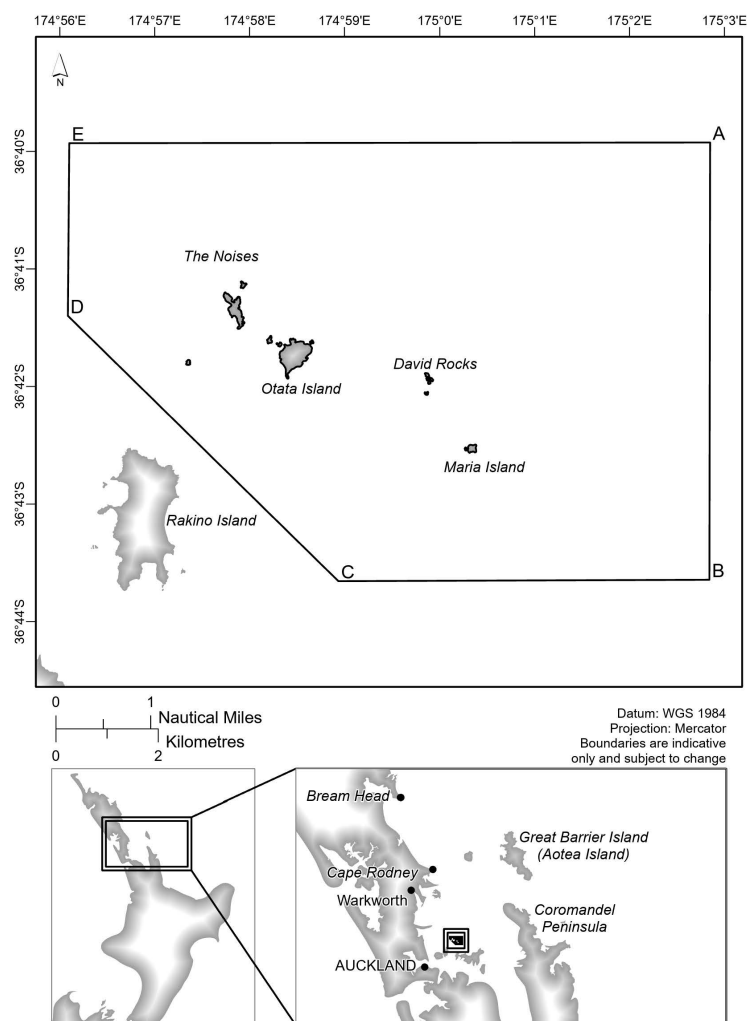 174°56'E 174°57'E 174°58'E 174°59'E 175°0'E 175°1'E 175°2'E 175°3'E
N
E
A
36°40'S
The Noises
36°41'S
D
David Rocks
36°42'S
Otata Island
Maria Island
36°43'S
Rakino Island
C
B
36°44'S
0 1
Nautical Miles
Kilometres
0 2
Datum: WGS 1984
Projection: Mercator
Boundaries are indicative
only and subject to change
Bream Head
Great Barrier Island
(Aotea Island)
Cape Rodney
Warkworth
Coromandel
Peninsula
AUCKLAND